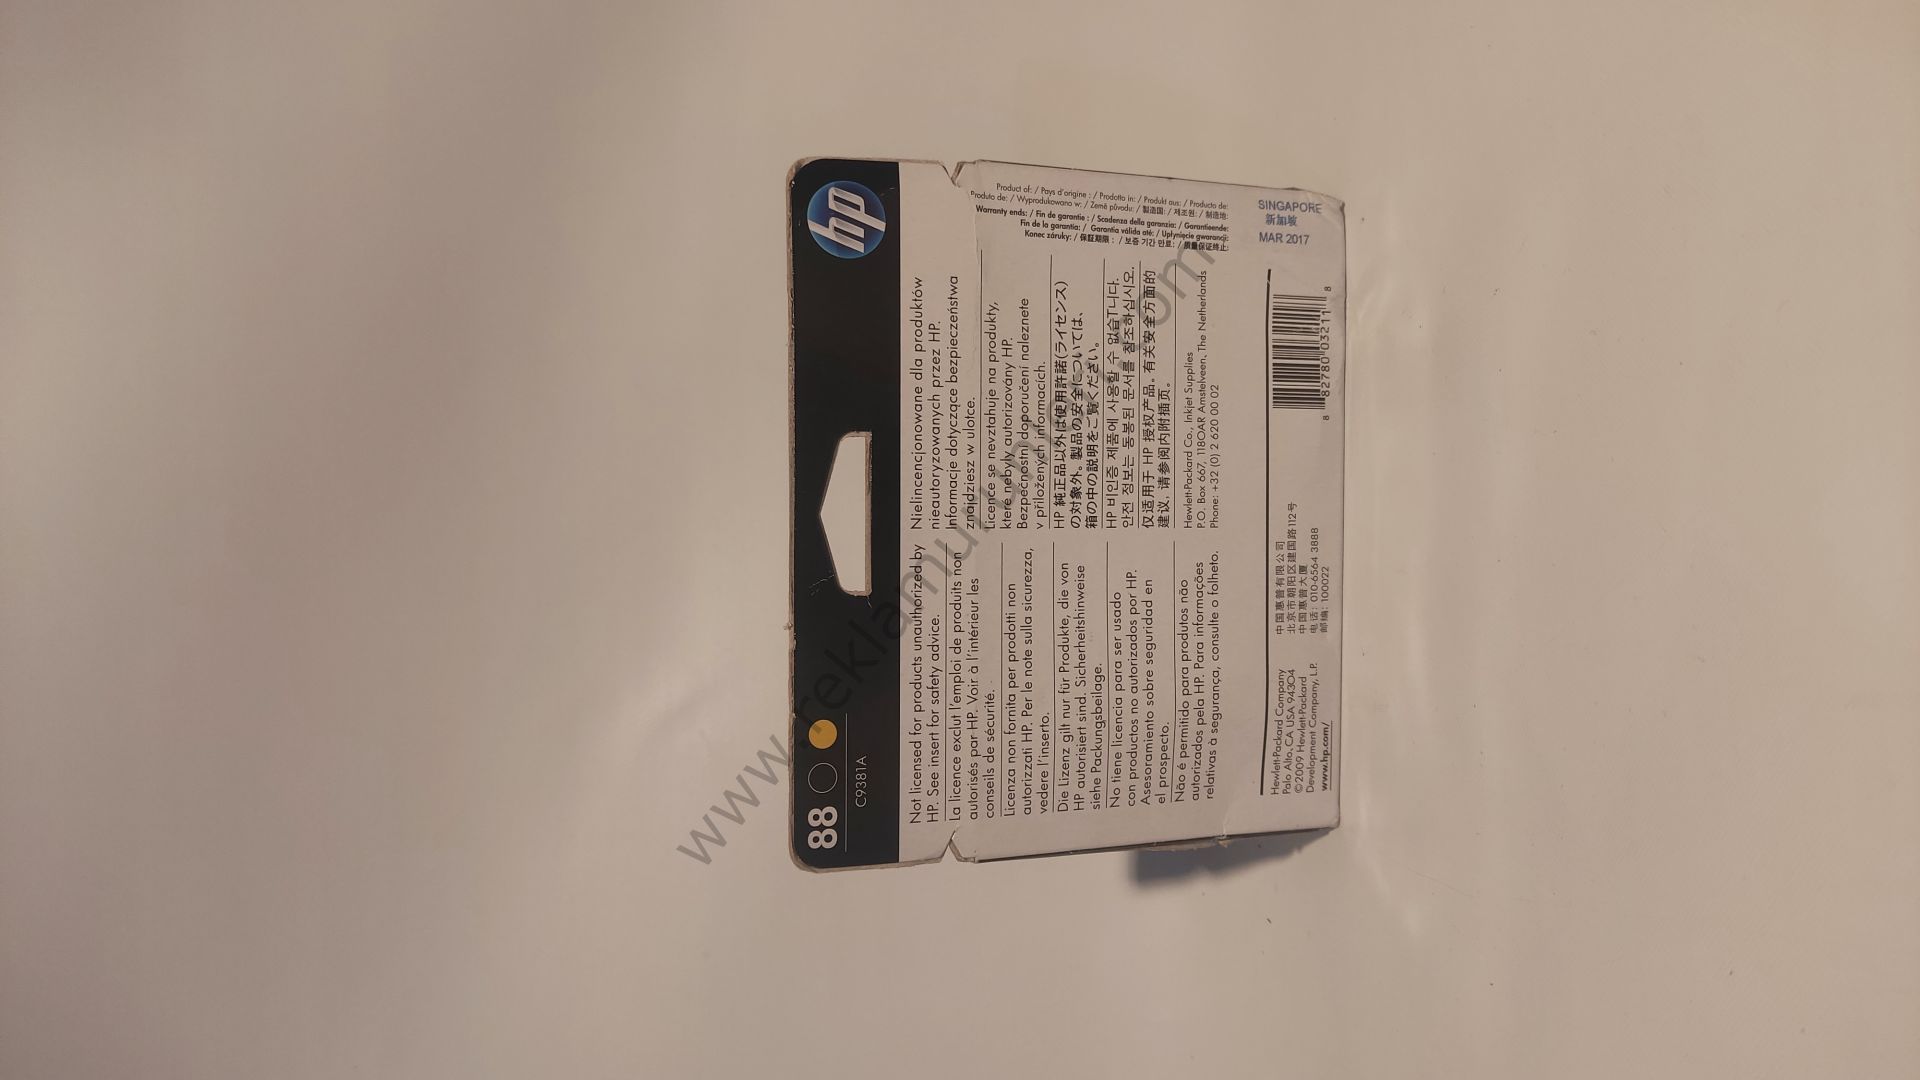 88
C9381A
hp
Not licensed for products unauthorized by
HP. See insert for safety advice.
La licence exclut l'emploi de produits non
autorisés par HP. Voir à l'intérieur les
conseils de sécurité.
Licenza non fornita per prodotti non
autorizzati HP. Per le note sulla sicurezza,
vedere l'inserto.
Die Lizenz gilt nur für Produkte, die von
HP autorisiert sind. Sicherheitshinweise
siehe Packungsbeilage.
No tiene licencia para ser usado
con productos no autorizados por HP.
Asesoramiento sobre seguridad en
el prospecto.
Não é permitido para produtos não
autorizados pela HP. Para informações
relativas à segurança, consulte o folheto.
Nielincencjonowane dla produktów
nieautoryzowanych przez HP.
Informacje dotyczące bezpieczeństwa
znajdziesz w ulotce.
Licence se nevztahuje na produkty,
které nebyly autorizovány HP.
Bezpečnostní doporučení naleznete
v přiložených informacích.
HP 純正品以外は使用許諾(ライセンス)
の対象外。製品の安全については、
箱の中の説明をご覧ください。
HP 비인증 제품에 사용할 수 없습니다.
안전 정보는 동봉된 문서를 참조하십시오.
仅适用于 HP 授权产品。有关安全方面的
建议, 请参阅内附插页。
Hewlett-Packard Co., Inkjet Supplies
P.O. Box 667, 1180AR Amstelveen, The Netherlands
Phone: +32 (0) 2 620 00 02
Product of: / Pays d'origine : / Prodotto in: / Produkt aus: / Producto de:
Produto de: / Wyprodukowano w: / Země původu: / 製造国: / 제조원: / 制造地:
Warranty ends: / Fin de garantie : / Scadenza della garanzia: / Garantieende:
Fin de la garantía: / Garantia válida até: / Upłynięcie gwarancji:
Konec záruky: / 保証期限 : / 보증 기간 만료: / 质量保证终止:
SINGAPORE
新加坡
MAR 2017
Hewlett-Packard Company
Palo Alto, CA USA 94304
©2009 Hewlett-Packard
Development Company, L.P.
www.hp.com/
中国惠普有限公司
北京市朝阳区建国路112号
中国惠普大厦
电话: 010-6564 3888
邮编: 100022
8 82780 03211 8